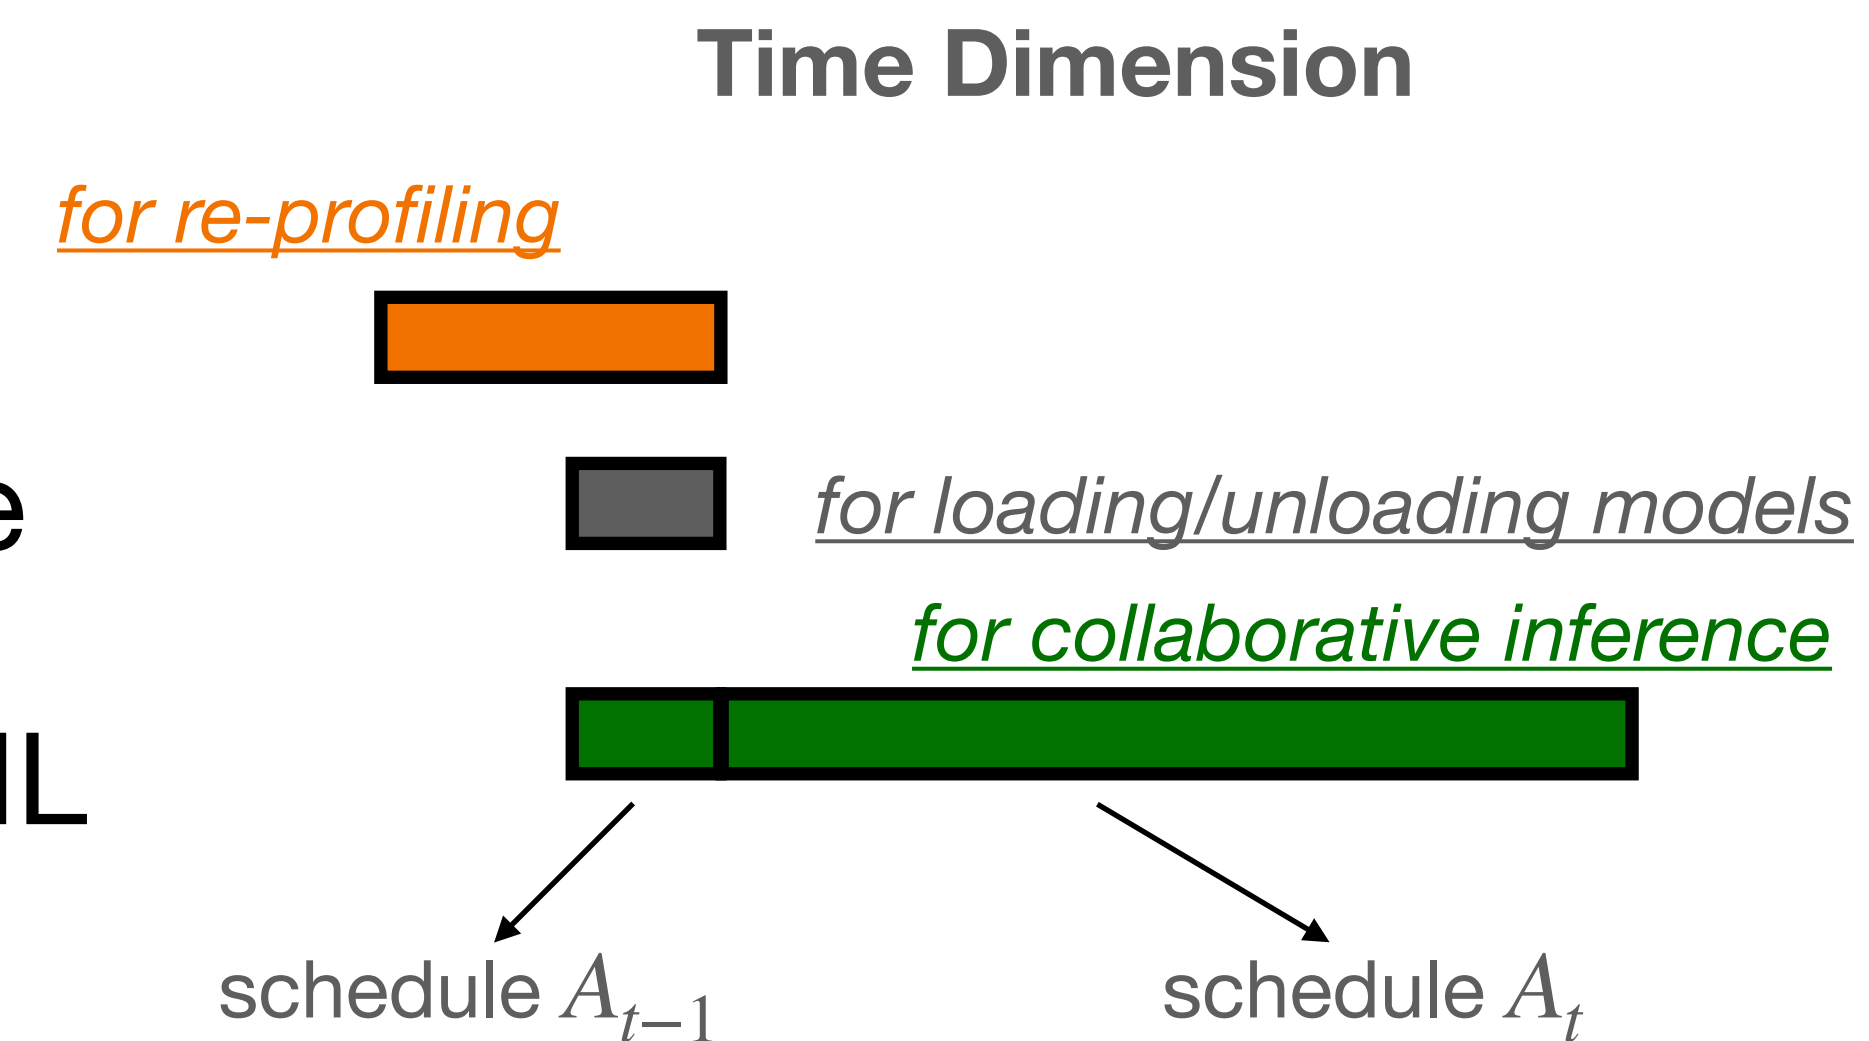 Time Dimension
for re-profiling
for loading/unloading models
for collaborative inference
schedule A_{t-1} schedule A_t